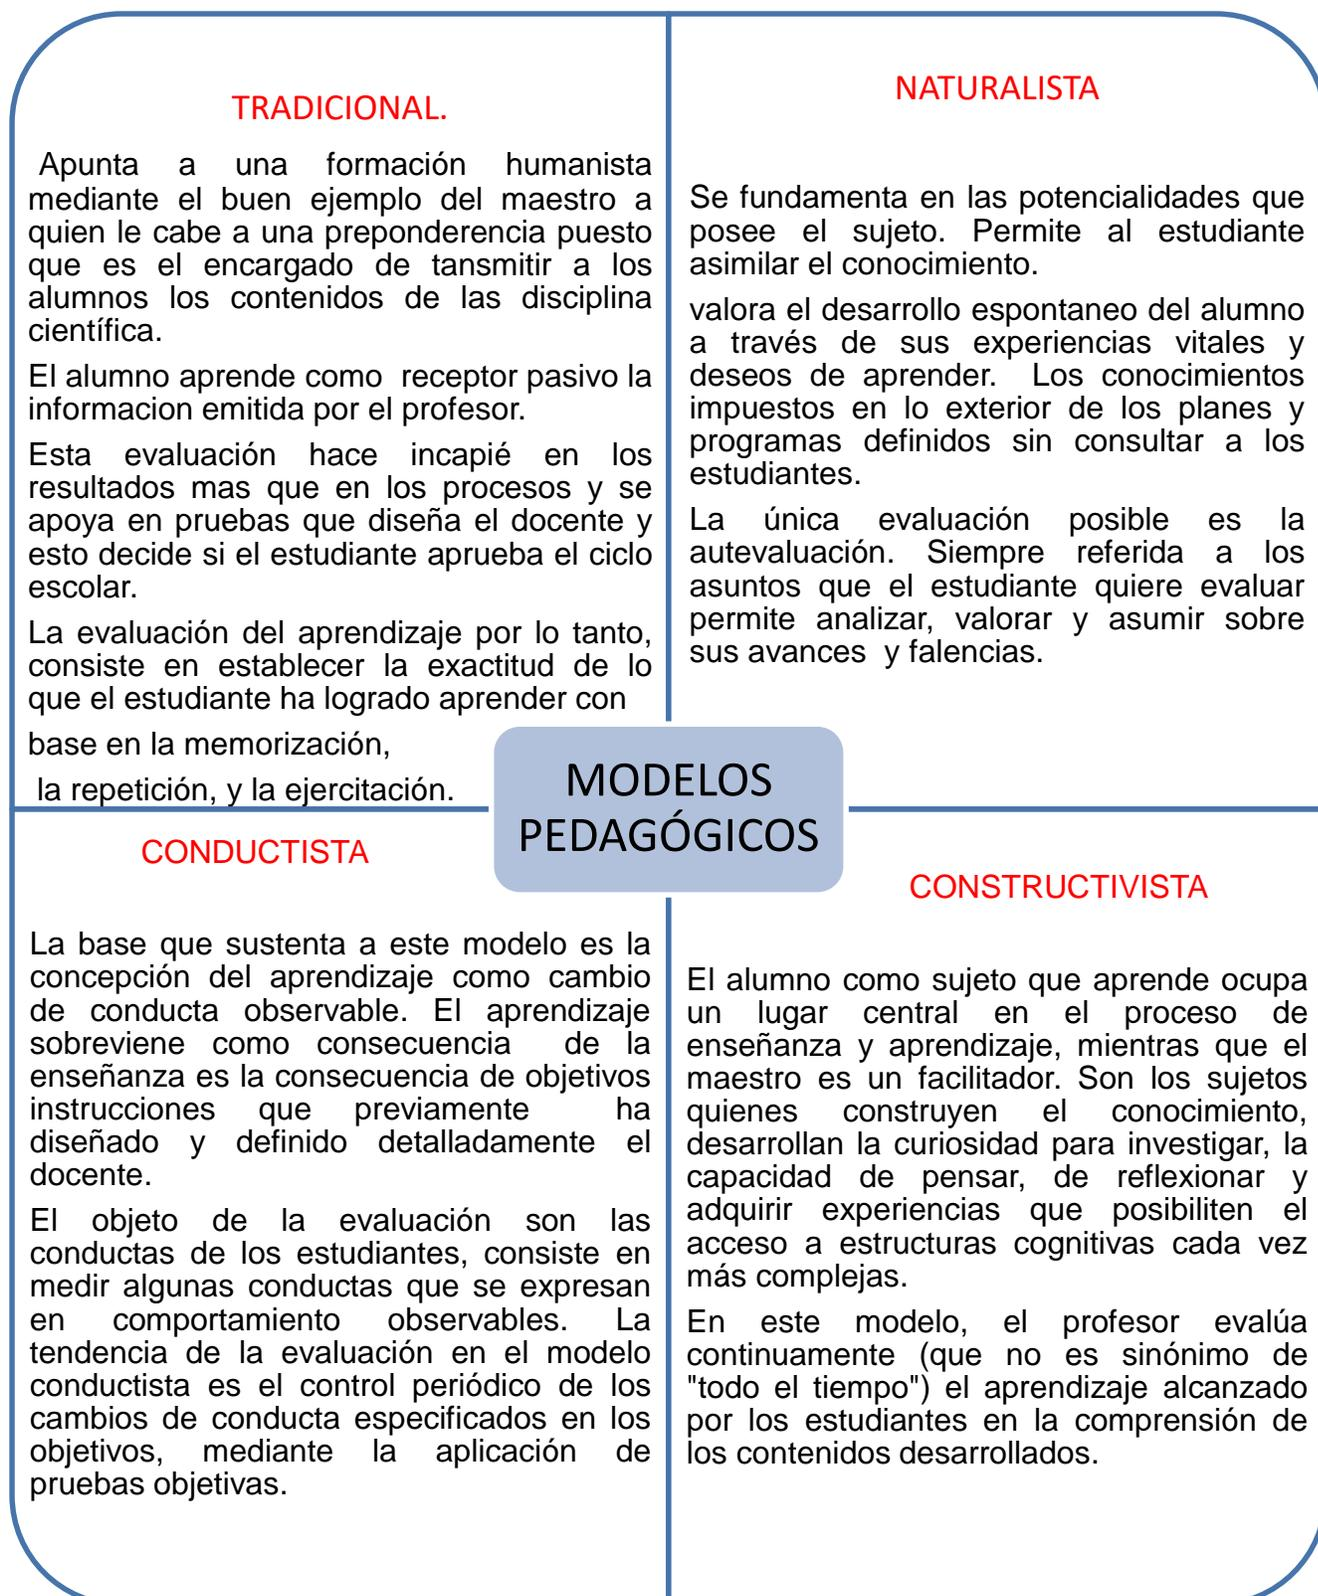 TRADICIONAL.
Apunta a una formación humanista
mediante el buen ejemplo del maestro a
quien le cabe a una preponderencia puesto
que es el encargado de tansmitir a los
alumnos los contenidos de las disciplina
científica.
El alumno aprende como receptor pasivo la
informacion emitida por el profesor.
Esta evaluación hace incapié en los
resultados mas que en los procesos y se
apoya en pruebas que diseña el docente y
esto decide si el estudiante aprueba el ciclo
escolar.
La evaluación del aprendizaje por lo tanto,
consiste en establecer la exactitud de lo
que el estudiante ha logrado aprender con
base en la memorización,
la repetición, y la ejercitación.
NATURALISTA
Se fundamenta en las potencialidades que
posee el sujeto. Permite al estudiante
asimilar el conocimiento.
valora el desarrollo espontaneo del alumno
a través de sus experiencias vitales y
deseos de aprender. Los conocimientos
impuestos en lo exterior de los planes y
programas definidos sin consultar a los
estudiantes.
La única evaluación posible es la
autevaluación. Siempre referida a los
asuntos que el estudiante quiere evaluar
permite analizar, valorar y asumir sobre
sus avances y falencias.
MODELOS
PEDAGÓGICOS
CONDUCTISTA
La base que sustenta a este modelo es la
concepción del aprendizaje como cambio
de conducta observable. El aprendizaje
sobreviene como consecuencia de la
enseñanza es la consecuencia de objetivos
instrucciones que previamente ha
diseñado y definido detalladamente el
docente.
El objeto de la evaluación son las
conductas de los estudiantes, consiste en
medir algunas conductas que se expresan
en comportamiento observables. La
tendencia de la evaluación en el modelo
conductista es el control periódico de los
cambios de conducta especificados en los
objetivos, mediante la aplicación de
pruebas objetivas.
CONSTRUCTIVISTA
El alumno como sujeto que aprende ocupa
un lugar central en el proceso de
enseñanza y aprendizaje, mientras que el
maestro es un facilitador. Son los sujetos
quienes construyen el conocimiento,
desarrollan la curiosidad para investigar, la
capacidad de pensar, de reflexionar y
adquirir experiencias que posibiliten el
acceso a estructuras cognitivas cada vez
más complejas.
En este modelo, el profesor evalúa
continuamente (que no es sinónimo de
"todo el tiempo") el aprendizaje alcanzado
por los estudiantes en la comprensión de
los contenidos desarrollados.